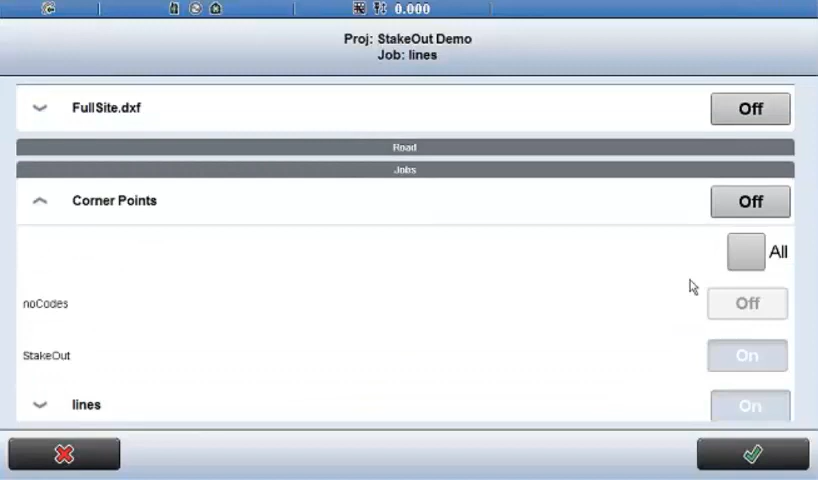 0.000
Proj: StakeOut Demo
Job: lines
FullSite.dxf
Off
Road
Jobs
Corner Points
Off
All
noCodes
Off
StakeOut
On
lines
On